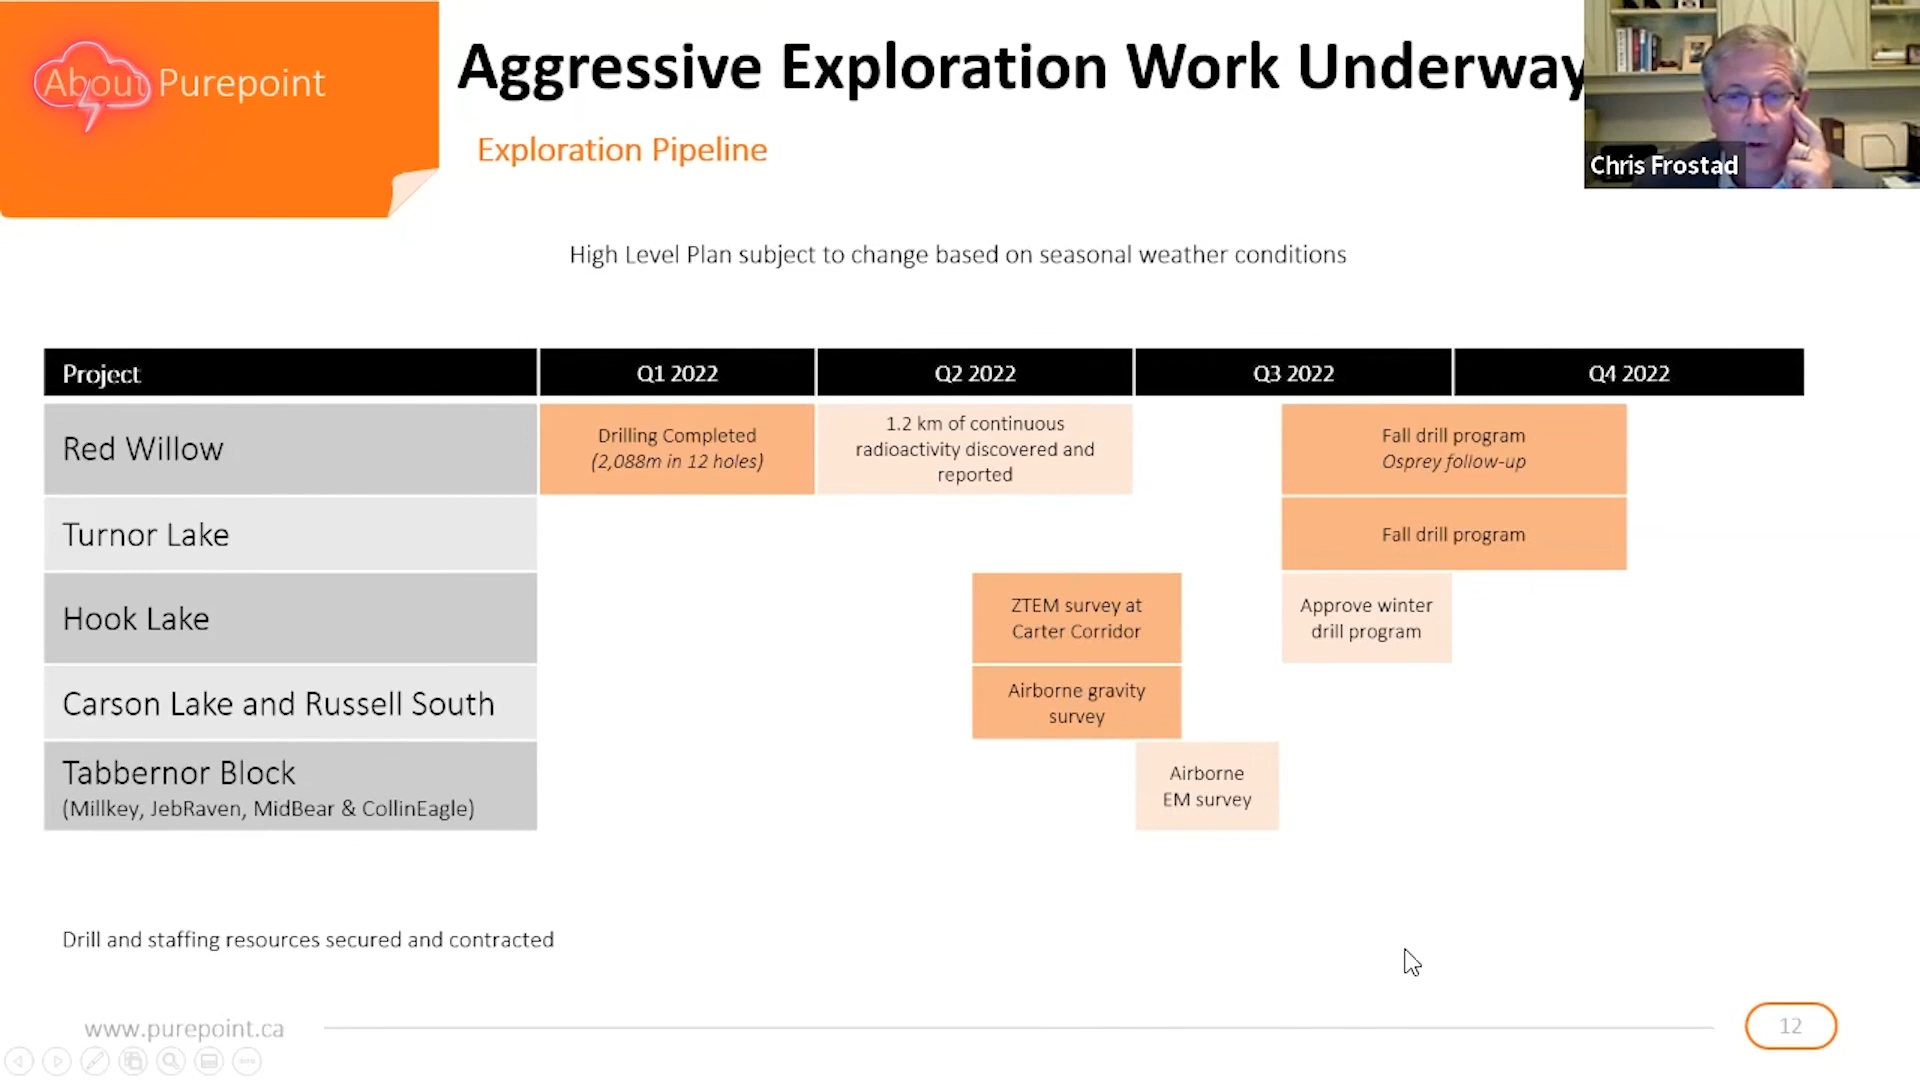 About Purepoint
Aggressive Exploration Work Underway
Exploration Pipeline
Chris Frostad
High Level Plan subject to change based on seasonal weather conditions
Project
Q1 2022
Q2 2022
Q3 2022
Q4 2022
Red Willow
Drilling Completed
(2,088m in 12 holes)
1.2 km of continuous
radioactivity discovered and
reported
Fall drill program
Osprey follow-up
Turnor Lake
Fall drill program
Hook Lake
ZTEM survey at
Carter Corridor
Approve winter
drill program
Carson Lake and Russell South
Airborne gravity
survey
Tabbernor Block
(Millkey, JebRaven, MidBear & CollinEagle)
Airborne
EM survey
Drill and staffing resources secured and contracted
www.purepoint.ca
12